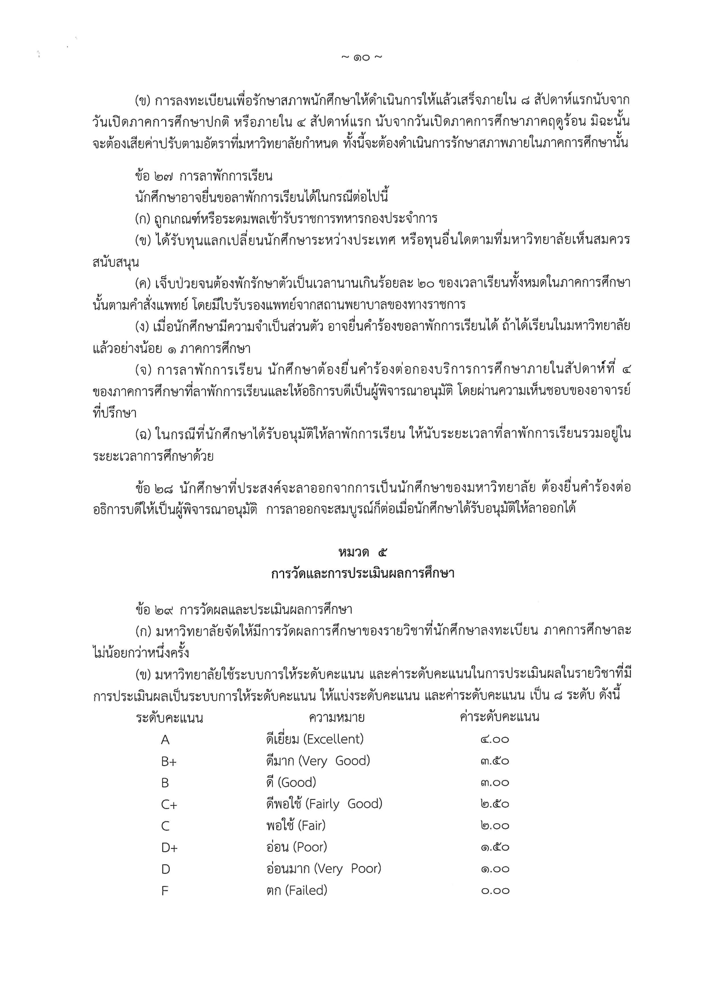 ~ ๑๐ ~
(ข) การลงทะเบียนเพื่อรักษาสภาพนักศึกษาให้ดำเนินการให้แล้วเสร็จภายใน ๘ สัปดาห์แรกนับจาก
วันเปิดภาคการศึกษาปกติ หรือภายใน ๔ สัปดาห์แรก นับจากวันเปิดภาคการศึกษาภาคฤดูร้อน มิฉะนั้น
จะต้องเสียค่าปรับตามอัตราที่มหาวิทยาลัยกำหนด ทั้งนี้จะต้องดำเนินการรักษาสภาพภายในภาคการศึกษานั้น
ข้อ ๒๗ การลาพักการเรียน
นักศึกษาอาจยื่นขอลาพักการเรียนได้ในกรณีต่อไปนี้
(ก) ถูกเกณฑ์หรือระดมพลเข้ารับราชการทหารกองประจำการ
(ข) ได้รับทุนแลกเปลี่ยนนักศึกษาระหว่างประเทศ หรือทุนอื่นใดตามที่มหาวิทยาลัยเห็นสมควร
สนับสนุน
(ค) เจ็บป่วยจนต้องพักรักษาตัวเป็นเวลานานเกินร้อยละ ๒๐ ของเวลาเรียนทั้งหมดในภาคการศึกษา
นั้นตามคำสั่งแพทย์ โดยมีใบรับรองแพทย์จากสถานพยาบาลของทางราชการ
(ง) เมื่อนักศึกษามีความจำเป็นส่วนตัว อาจยื่นคำร้องขอลาพักการเรียนได้ ถ้าได้เรียนในมหาวิทยาลัย
แล้วอย่างน้อย ๑ ภาคการศึกษา
(จ) การลาพักการเรียน นักศึกษาต้องยื่นคำร้องต่อกองบริการการศึกษาภายในสัปดาห์ที่ ๔
ของภาคการศึกษาที่ลาพักการเรียนและให้อธิการบดีเป็นผู้พิจารณาอนุมัติ โดยผ่านความเห็นชอบของอาจารย์
ที่ปรึกษา
(ฉ) ในกรณีที่นักศึกษาได้รับอนุมัติให้ลาพักการเรียน ให้นับระยะเวลาที่ลาพักการเรียนรวมอยู่ใน
ระยะเวลาการศึกษาด้วย
ข้อ ๒๘ นักศึกษาที่ประสงค์จะลาออกจากการเป็นนักศึกษาของมหาวิทยาลัย ต้องยื่นคำร้องต่อ
อธิการบดีให้เป็นผู้พิจารณาอนุมัติ การลาออกจะสมบูรณ์ก็ต่อเมื่อนักศึกษาได้รับอนุมัติให้ลาออกได้
หมวด ๕
การวัดและการประเมินผลการศึกษา
ข้อ ๒๙ การวัดผลและประเมินผลการศึกษา
(ก) มหาวิทยาลัยจัดให้มีการวัดผลการศึกษาของรายวิชาที่นักศึกษาลงทะเบียน ภาคการศึกษาละ
ไม่น้อยกว่าหนึ่งครั้ง
(ข) มหาวิทยาลัยใช้ระบบการให้ระดับคะแนน และค่าระดับคะแนนในการประเมินผลในรายวิชาที่มี
การประเมินผลเป็นระบบการให้ระดับคะแนน ให้แบ่งระดับคะแนน และค่าระดับคะแนน เป็น ๘ ระดับ ดังนี้
ระดับคะแนน ความหมาย ค่าระดับคะแนน
A ดีเยี่ยม (Excellent) ๔.๐๐
B+ ดีมาก (Very Good) ๓.๕๐
B ดี (Good) ๓.๐๐
C+ ดีพอใช้ (Fairly Good) ๒.๕๐
C พอใช้ (Fair) ๒.๐๐
D+ อ่อน (Poor) ๑.๕๐
D อ่อนมาก (Very Poor) ๑.๐๐
F ตก (Failed) ๐.๐๐